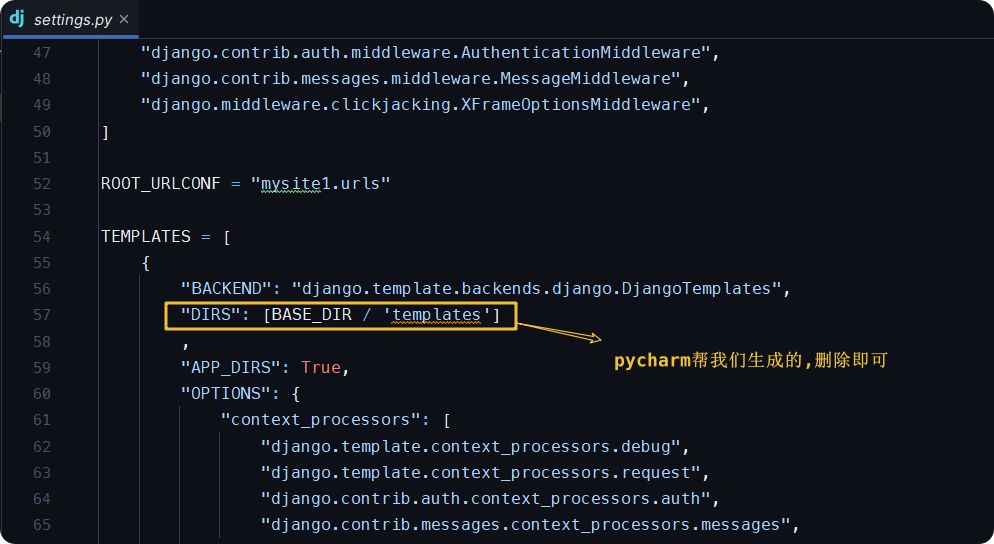 dj settings.py ×
47 "django.contrib.auth.middleware.AuthenticationMiddleware",
48 "django.contrib.messages.middleware.MessageMiddleware",
49 "django.middleware.clickjacking.XFrameOptionsMiddleware",
50 ]
51
52 ROOT_URLCONF = "mysite1.urls"
53
54 TEMPLATES = [
55 {
56 "BACKEND": "django.template.backends.django.DjangoTemplates",
57 "DIRS": [BASE_DIR / 'templates']
58 ,
pycharm帮我们生成的,删除即可
59 "APP_DIRS": True,
60 "OPTIONS": {
61 "context_processors": [
62 "django.template.context_processors.debug",
63 "django.template.context_processors.request",
64 "django.contrib.auth.context_processors.auth",
65 "django.contrib.messages.context_processors.messages",